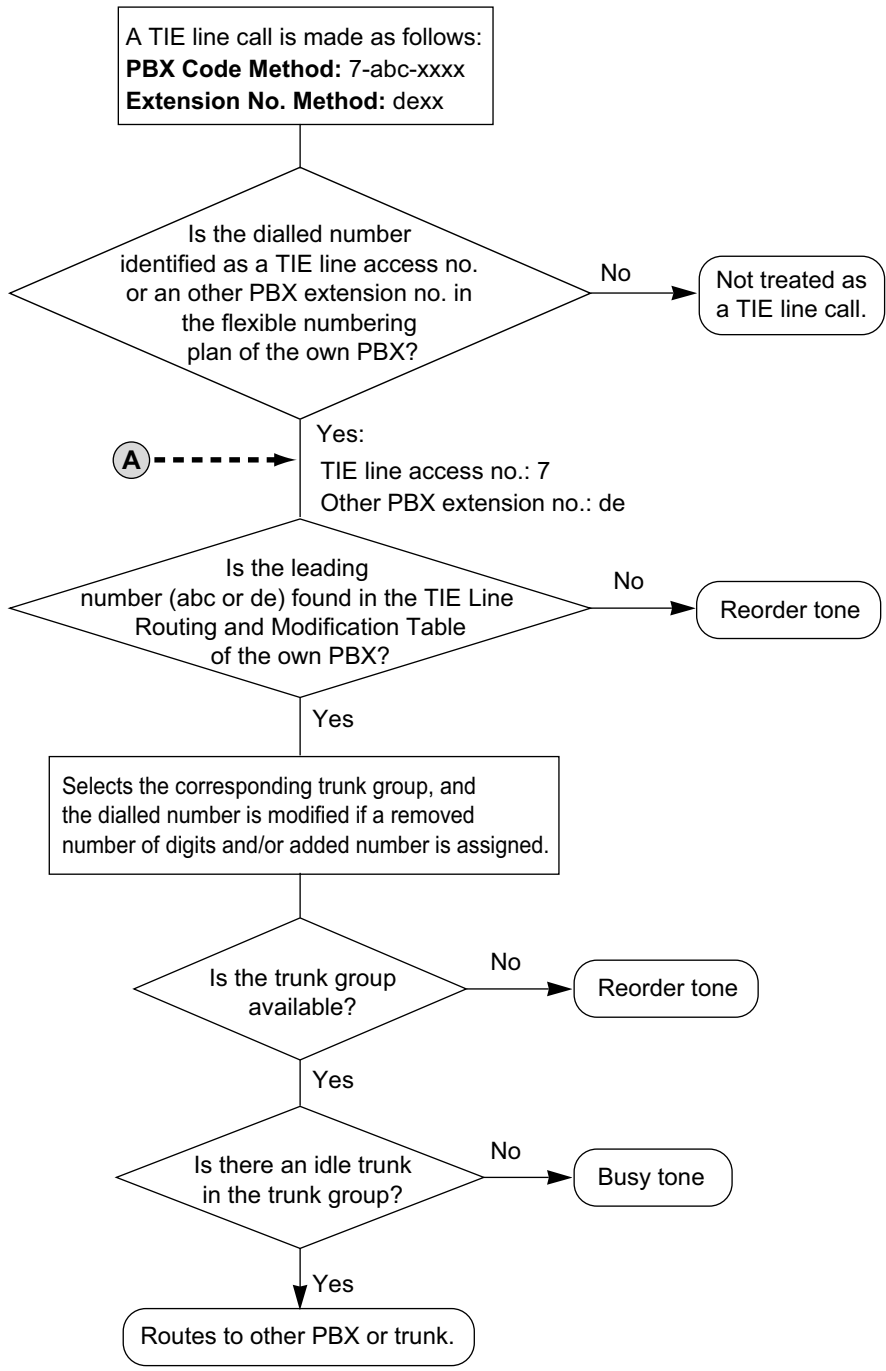 A TIE line call is made as follows:
PBX Code Method: 7-abc-xxxx
Extension No. Method: dexx
Is the dialled number
identified as a TIE line access no.
or an other PBX extension no. in
the flexible numbering
plan of the own PBX?
No
Not treated as
a TIE line call.
Yes:
A
TIE line access no.: 7
Other PBX extension no.: de
Is the leading
number (abc or de) found in the TIE Line
Routing and Modification Table
of the own PBX?
No
Reorder tone
Yes
Selects the corresponding trunk group, and
the dialled number is modified if a removed
number of digits and/or added number is assigned.
Is the trunk group
available?
No
Reorder tone
Yes
Is there an idle trunk
in the trunk group?
No
Busy tone
Yes
Routes to other PBX or trunk.